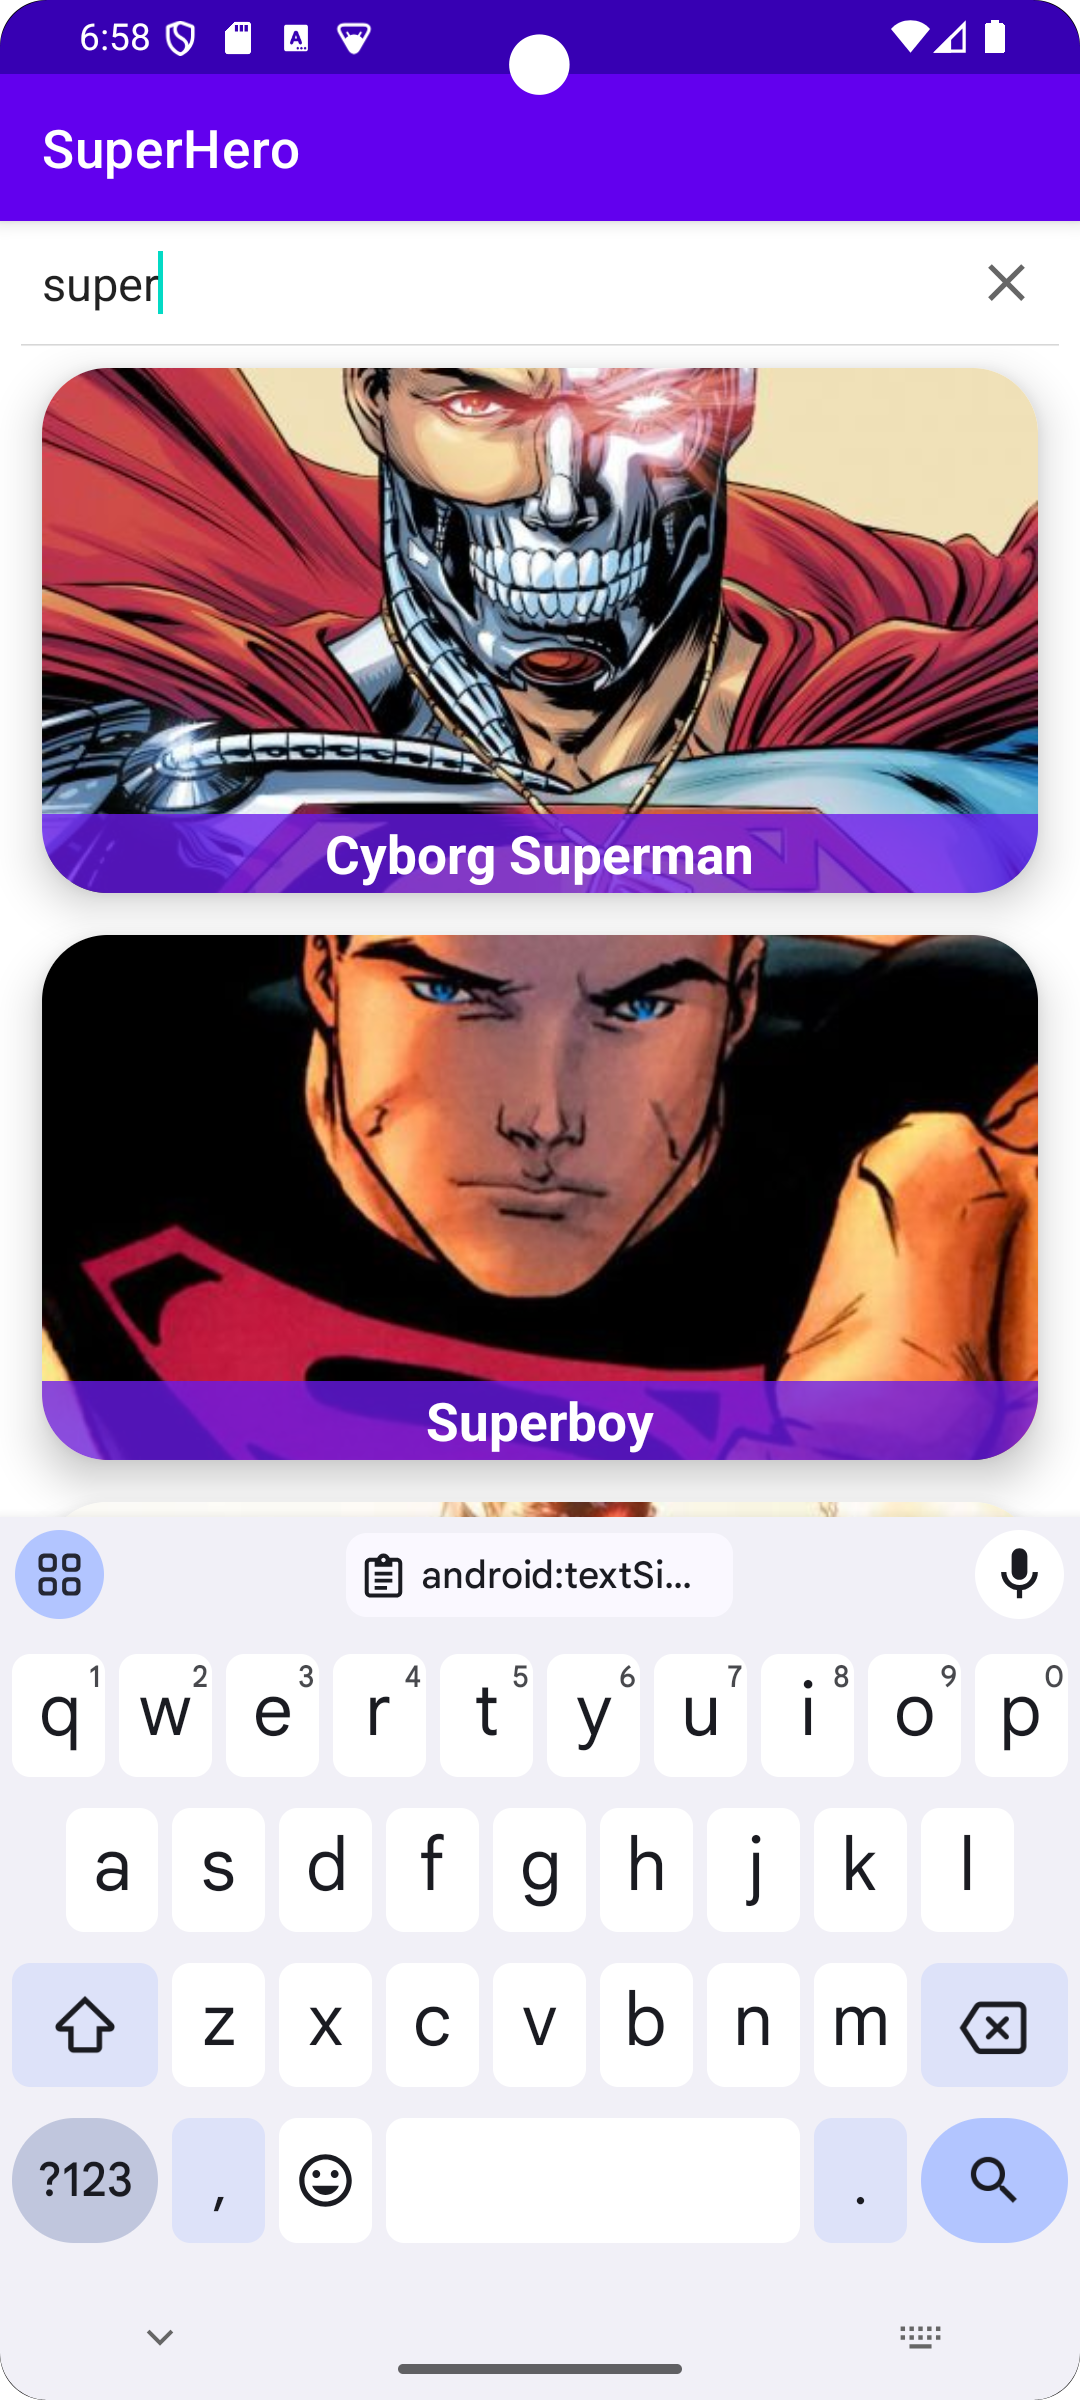 6:58
SuperHero
super
Cyborg Superman
Superboy
android:textSi...
q 1 w 2 e 3 r 4 t 5 y 6 u 7 i 8 o 9 p 0
a s d f g h j k l
z x c v b n m
?123 , .